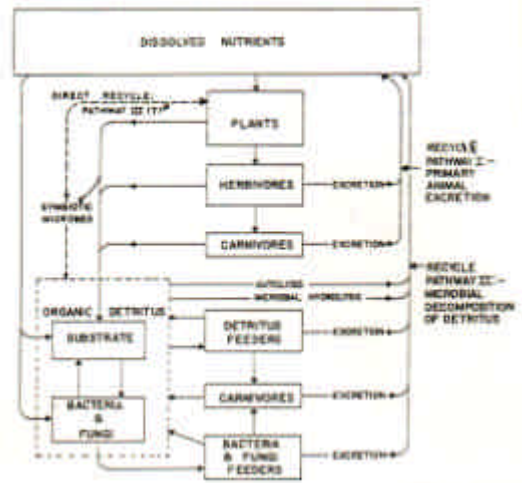 DISSOLVED NUTRIENTS
DIRECT RECYCLE,
PATHWAY III (?)
PLANTS
HERBIVORES
EXCRETION
CARNIVORES
EXCRETION
SYMBIOTIC
MICROBES
RECYCLE
PATHWAY I -
PRIMARY
ANIMAL
EXCRETION
AUTOLYSIS
MICROBIAL HYDROLYSIS
RECYCLE
PATHWAY II -
MICROBIAL
DECOMPOSITION
OF DETRITUS
ORGANIC DETRITUS
SUBSTRATE
DETRITUS
FEEDERS
EXCRETION
BACTERIA
&
FUNGI
CARNIVORES
EXCRETION
BACTERIA
& FUNGI
FEEDERS
EXCRETION